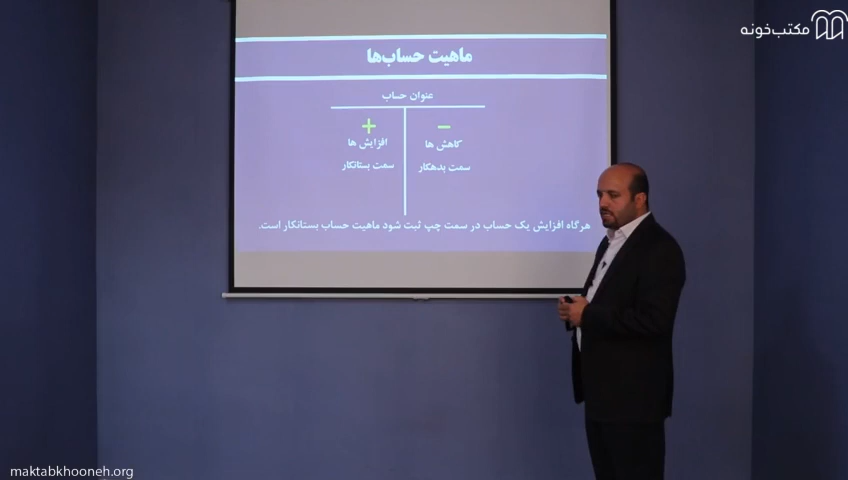 مکتب‌خونه
ماهیت حساب‌ها
عنوان حساب
− +
کاهش ها افزایش ها
سمت بدهکار سمت بستانکار
هرگاه افزایش یک حساب در سمت چپ ثبت شود ماهیت حساب بستانکار است.
maktabkhooneh.org